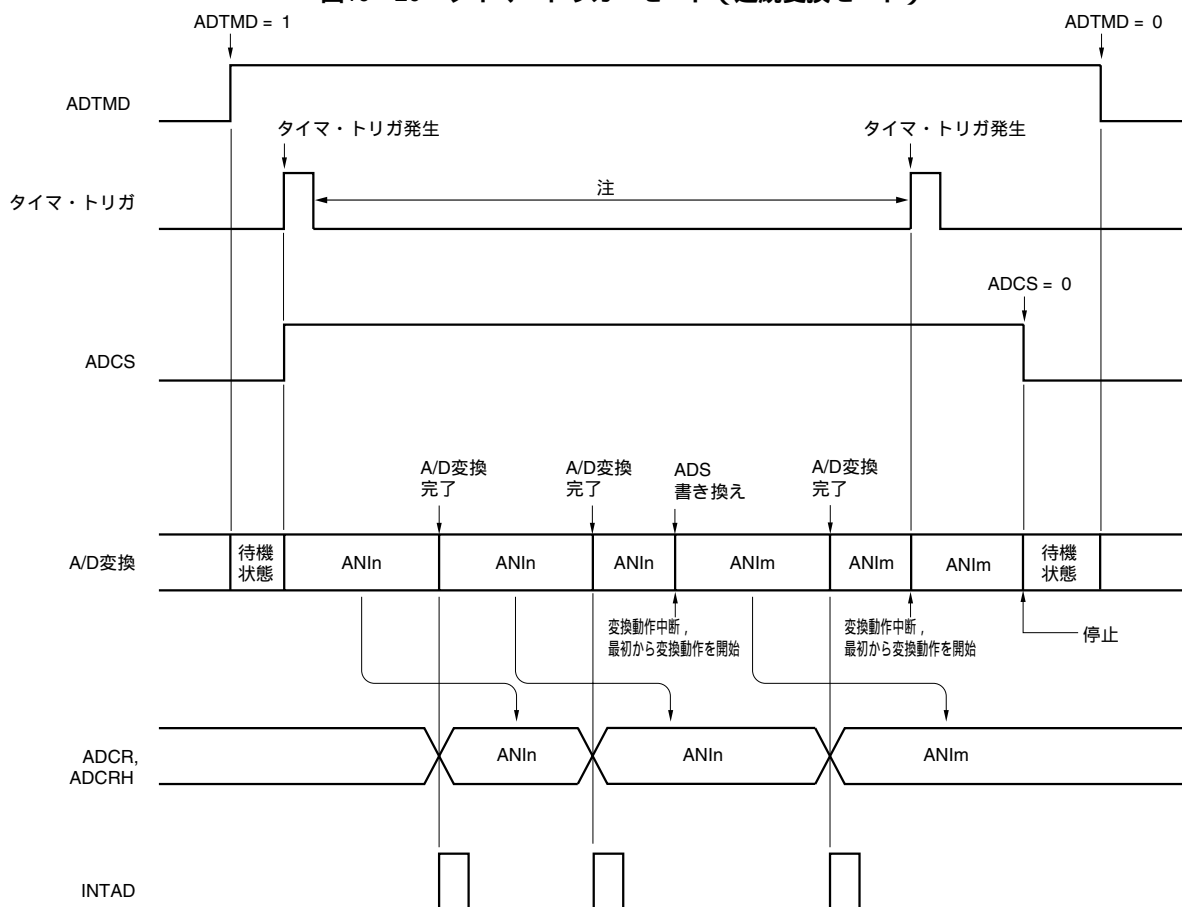 ADTMD = 1
ADTMD = 0
ADTMD
タイマ・トリガ発生
タイマ・トリガ発生
タイマ・トリガ
注
ADCS = 0
ADCS
A/D変換
完了
A/D変換
完了
ADS
書き換え
A/D変換
完了
A/D変換
待機
状態
ANIn
ANIn
ANIn
ANIm
ANIm
ANIm
待機
状態
変換動作中断，
最初から変換動作を開始
変換動作中断，
最初から変換動作を開始
停止
ADCR,
ADCRH
ANIn
ANIn
ANIm
INTAD